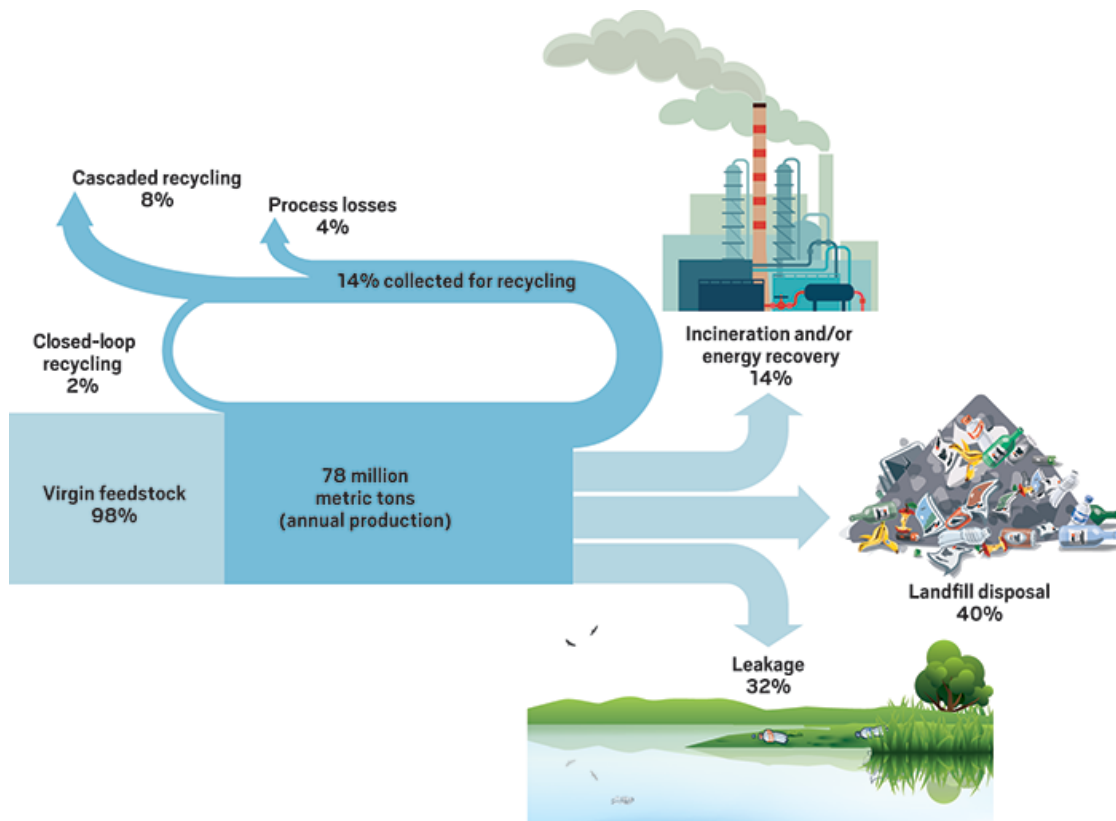 Cascaded recycling
8%
Process losses
4%
14% collected for recycling
Closed-loop
recycling
2%
Incineration and/or
energy recovery
14%
Virgin feedstock
98%
78 million
metric tons
(annual production)
Landfill disposal
40%
Leakage
32%